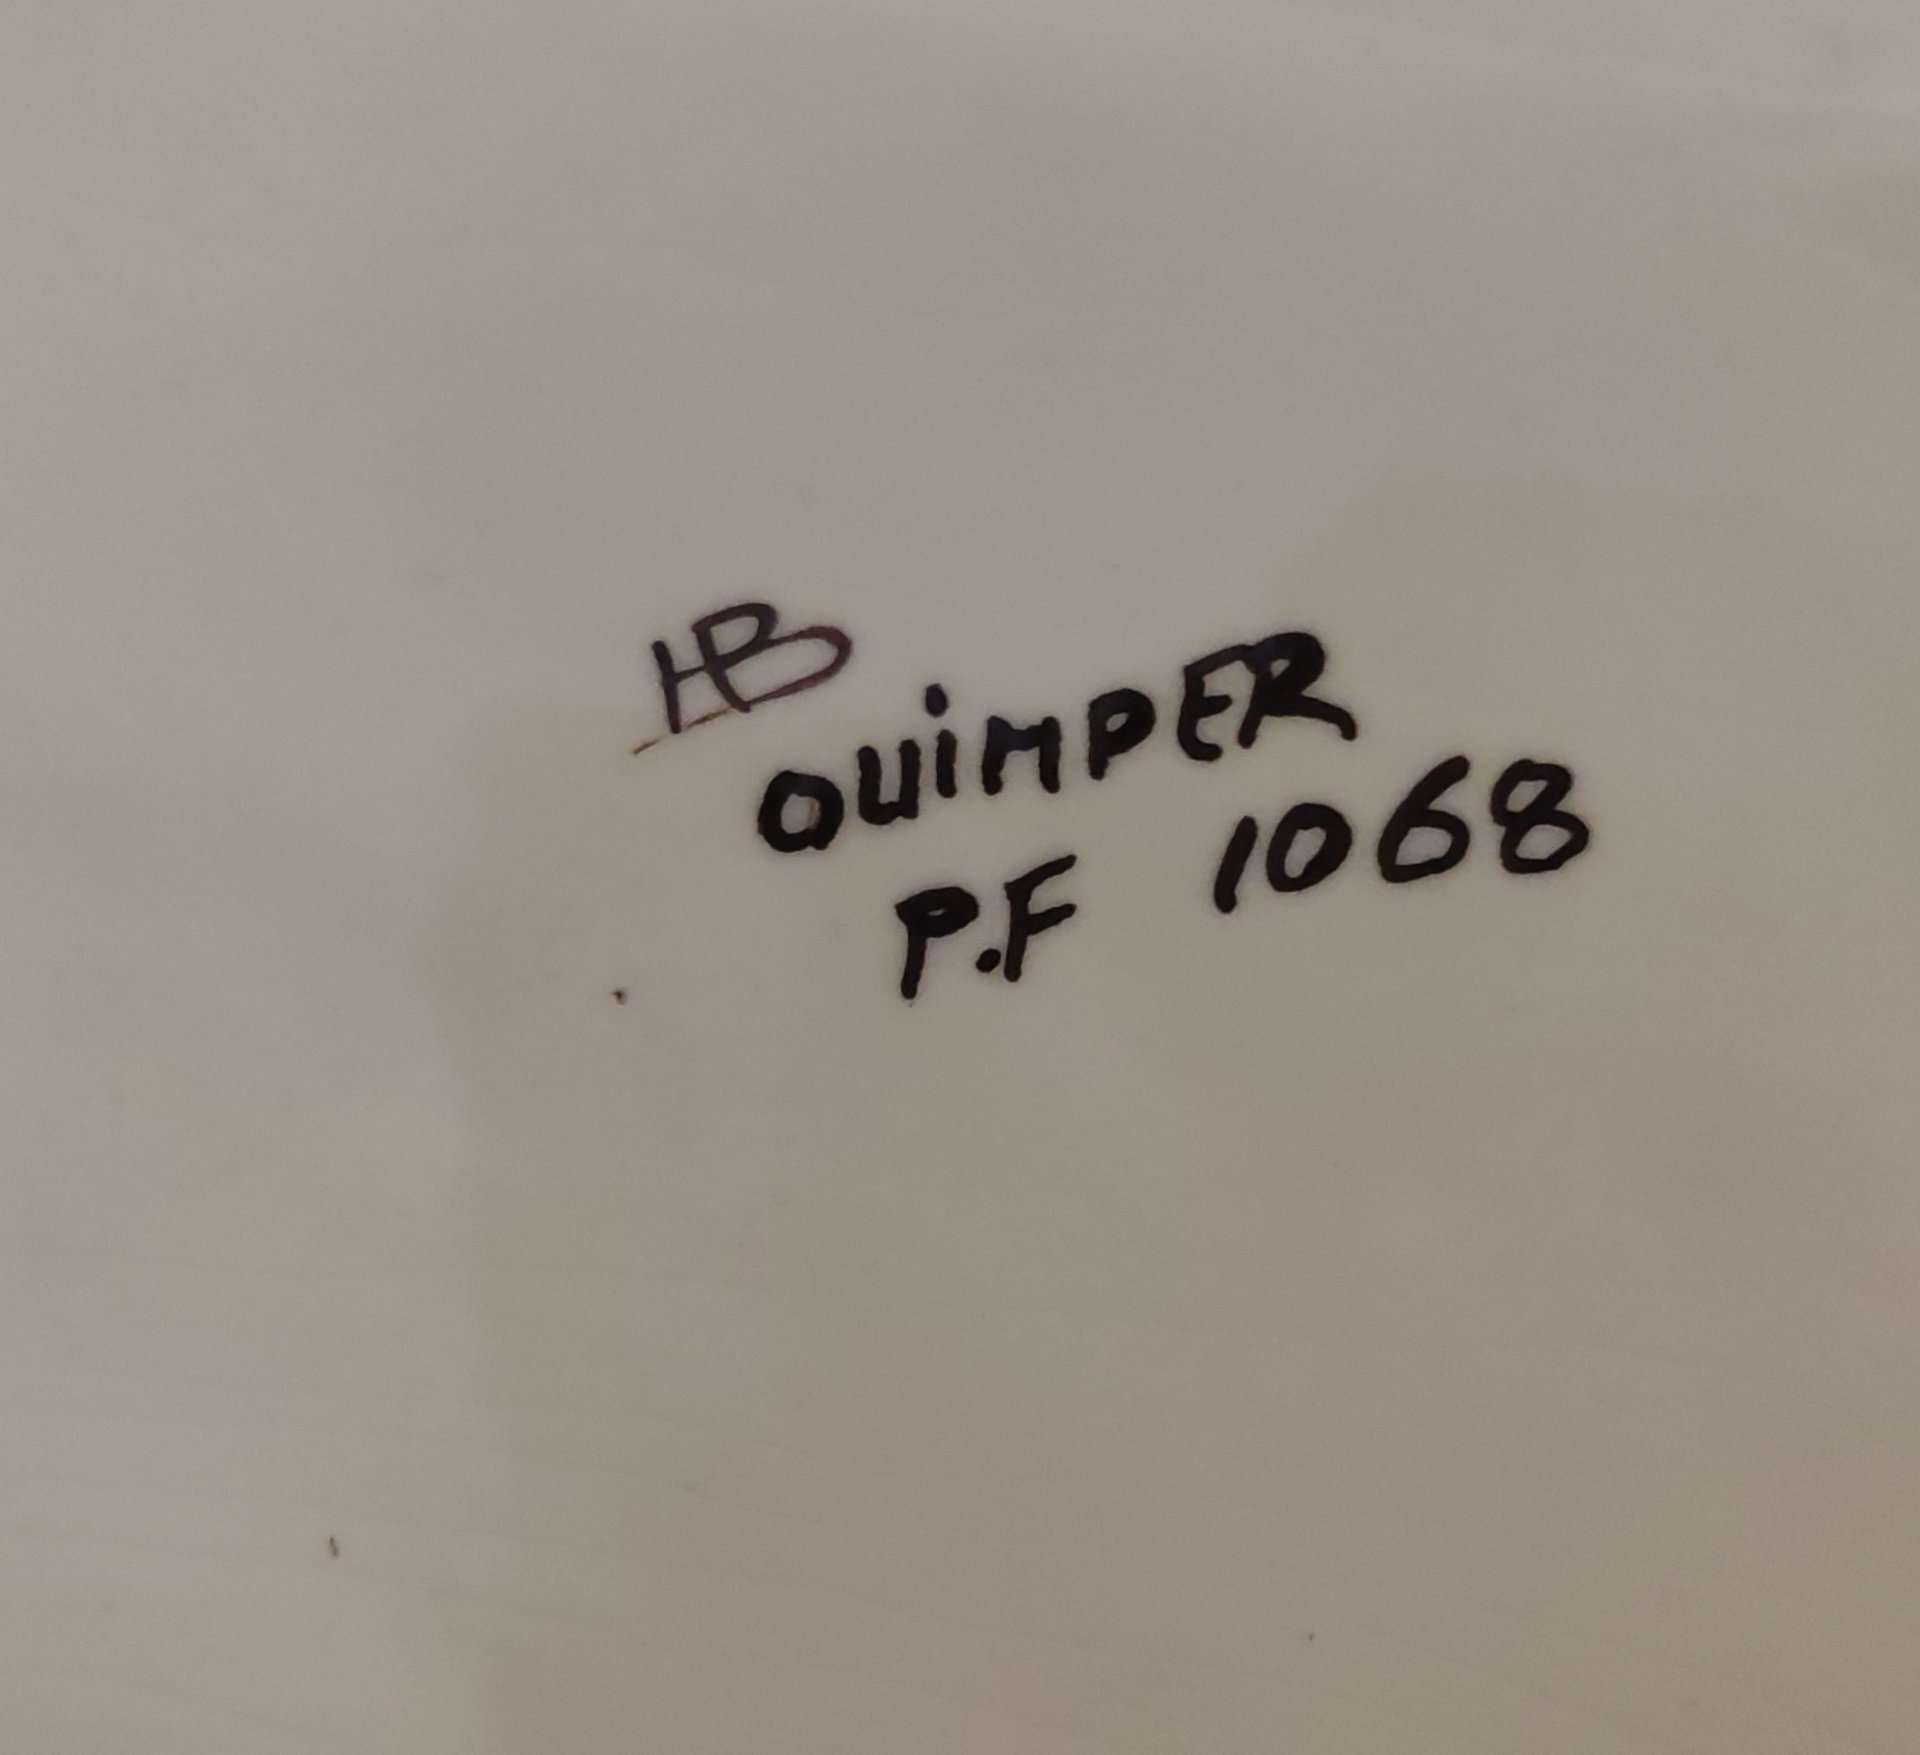 HB
QUiMPER
P.F 1068